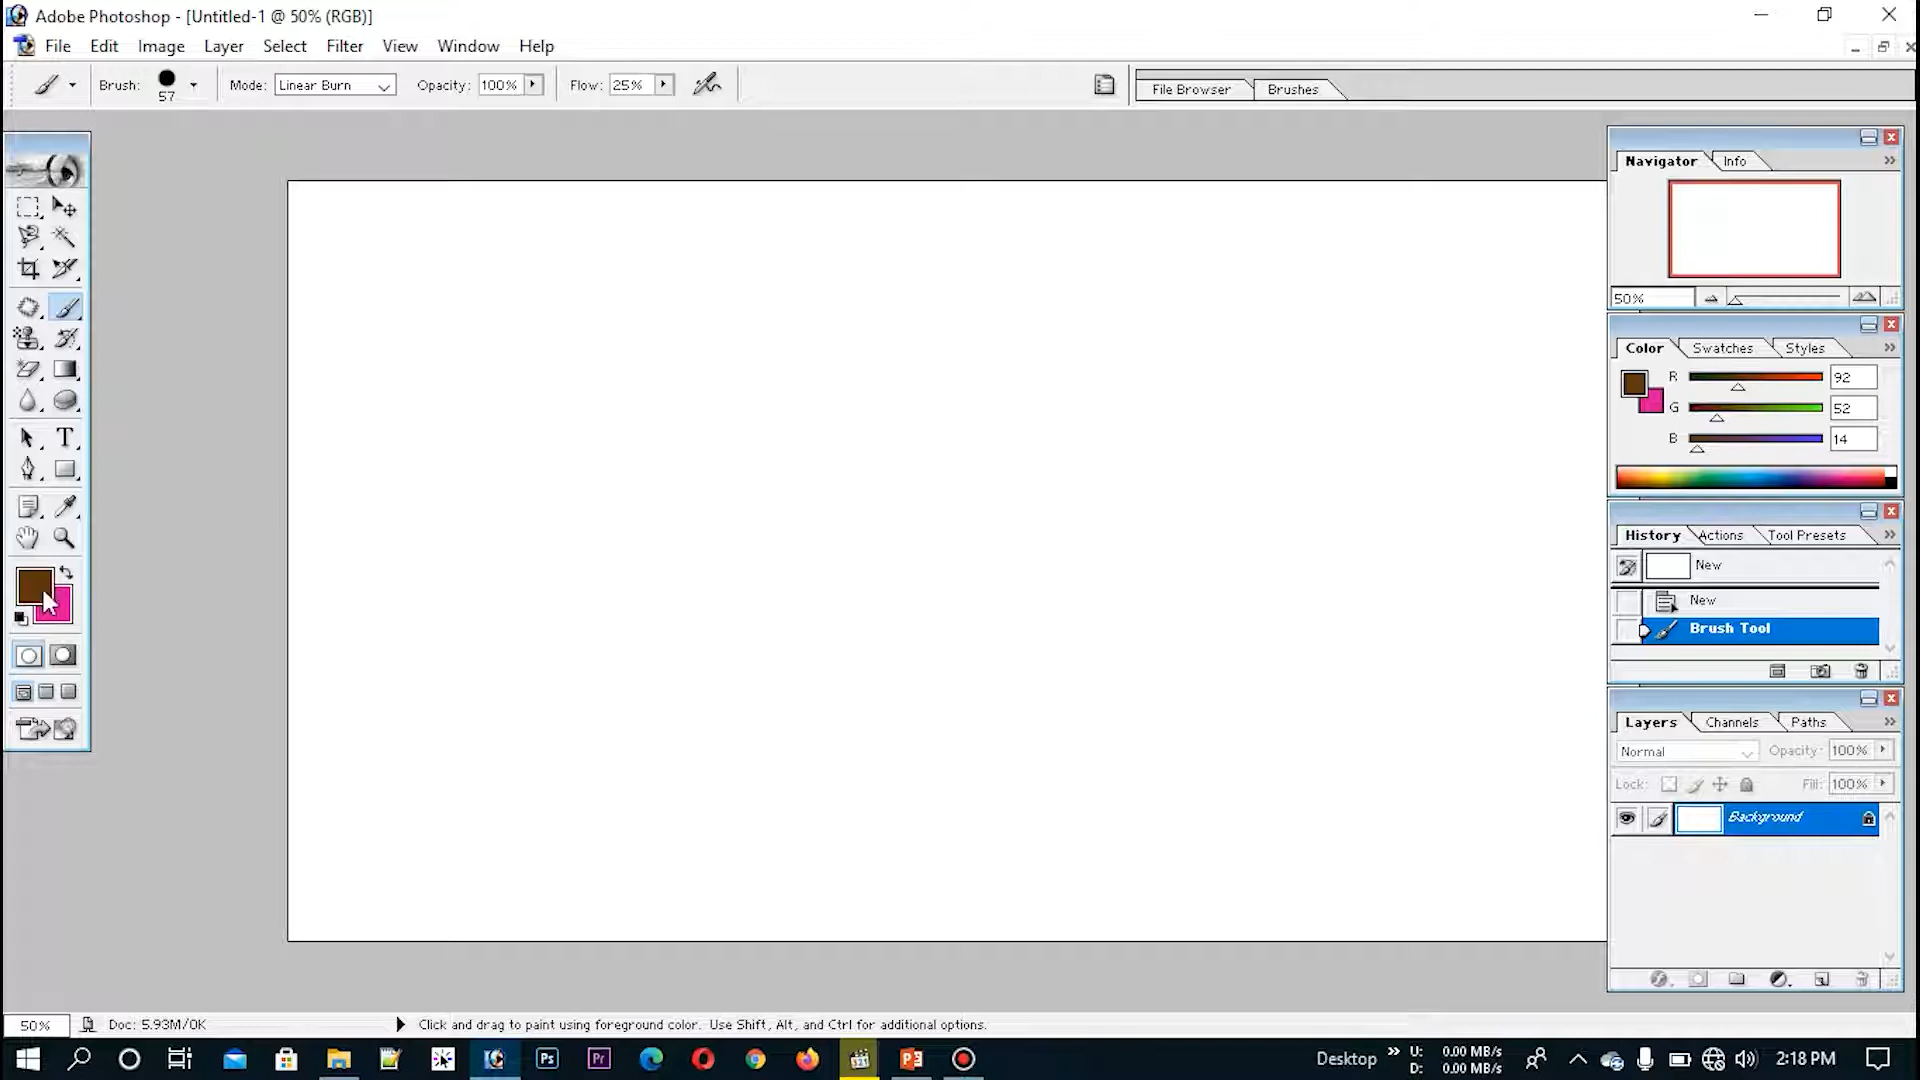 Adobe Photoshop - [Untitled-1 @ 50% (RGB)]
File Edit Image Layer Select Filter View Window Help
Brush: 57 Mode: Linear Burn Opacity: 100% Flow: 25% File Browser Brushes
Navigator Info
50%
Color Swatches Styles
R 92
G 52
B 14
T
History Actions Tool Presets
New
New
Brush Tool
Layers Channels Paths
Normal Opacity: 100%
Lock: Fill: 100%
Background
50% Doc: 5.93M/0K Click and drag to paint using foreground color. Use Shift, Alt, and Ctrl for additional options.
Ps Pr 321 P3 Desktop U: 0.00 MB/s
D: 0.00 MB/s
2:18 PM